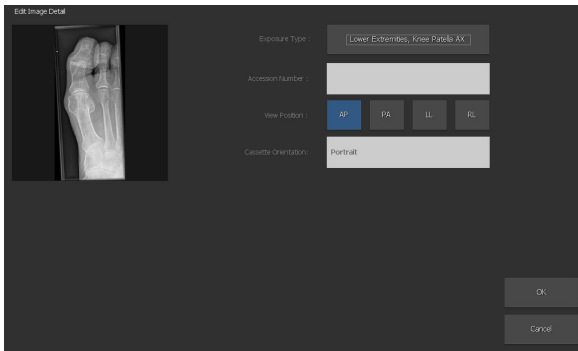 Edit Image Detail
Exposure Type :
Lower Extremities, Knee Patella AX
Accession Number :
View Position :
AP
PA
LL
RL
Cassette Orientation:
Portrait
OK
Cancel